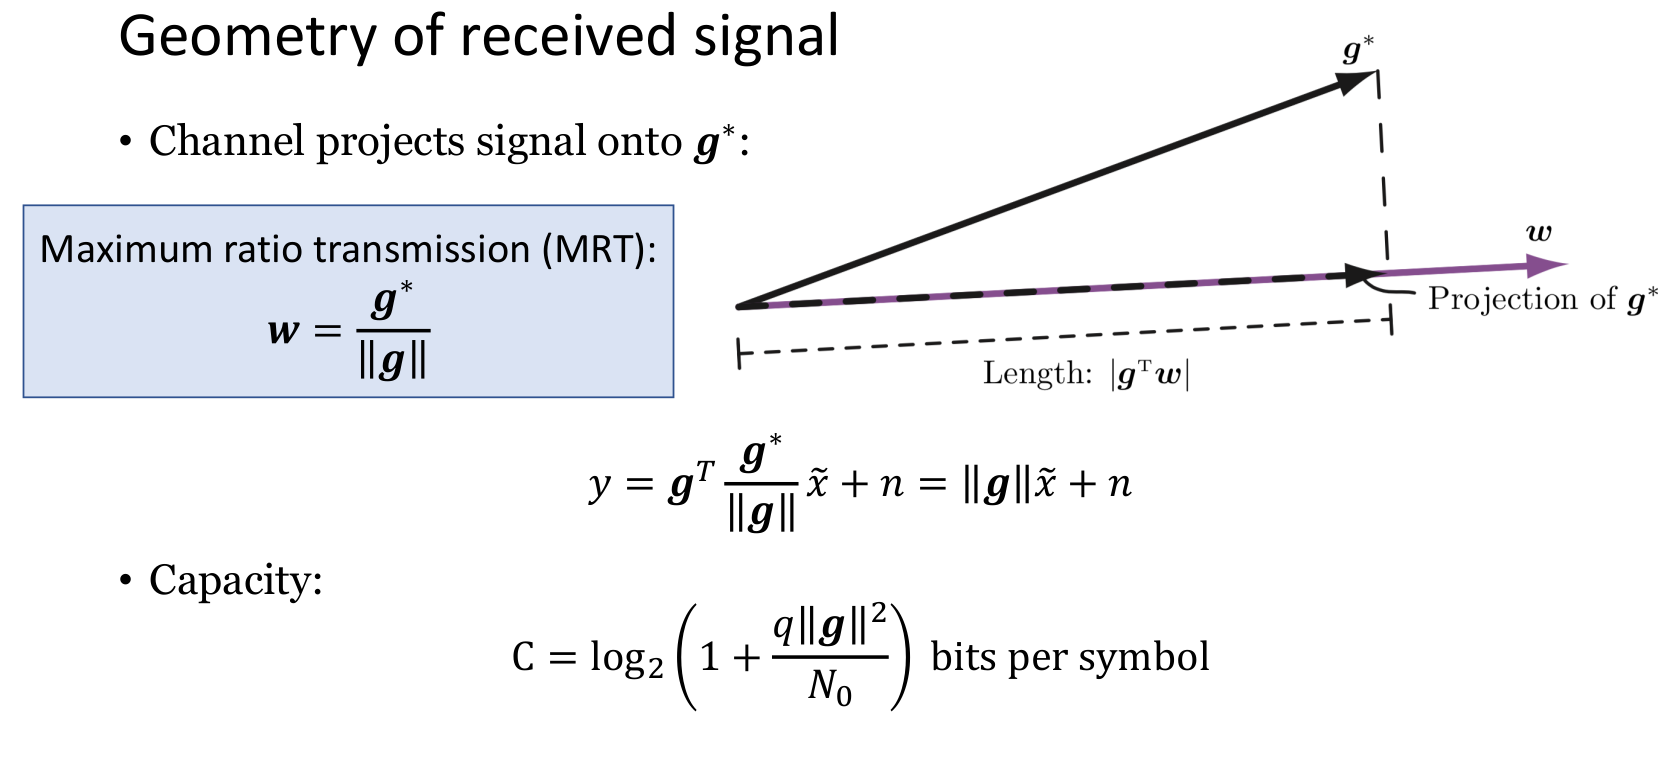 Geometry of received signal
• Channel projects signal onto g*:
Maximum ratio transmission (MRT):
w = g* / ‖g‖
g*
w
Projection of g*
Length: |gᵀw|
y = gᵀ g*/‖g‖ x̃ + n = ‖g‖x̃ + n
• Capacity:
C = log₂(1 + q‖g‖²/N₀) bits per symbol